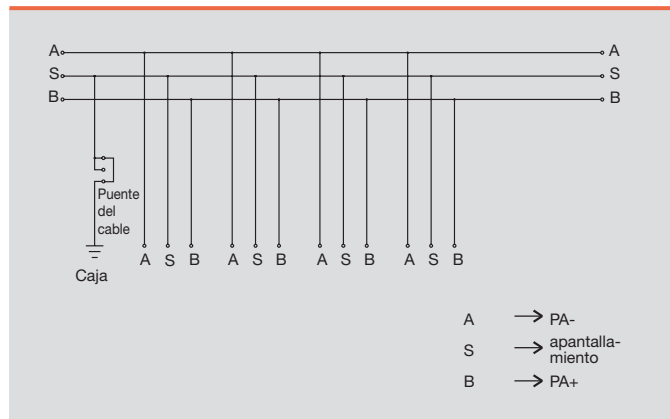 A A
S S
B B
Puente
del
cable
Caja
A S B A S B A S B A S B
A → PA-
S → apantalla-
miento
B → PA+